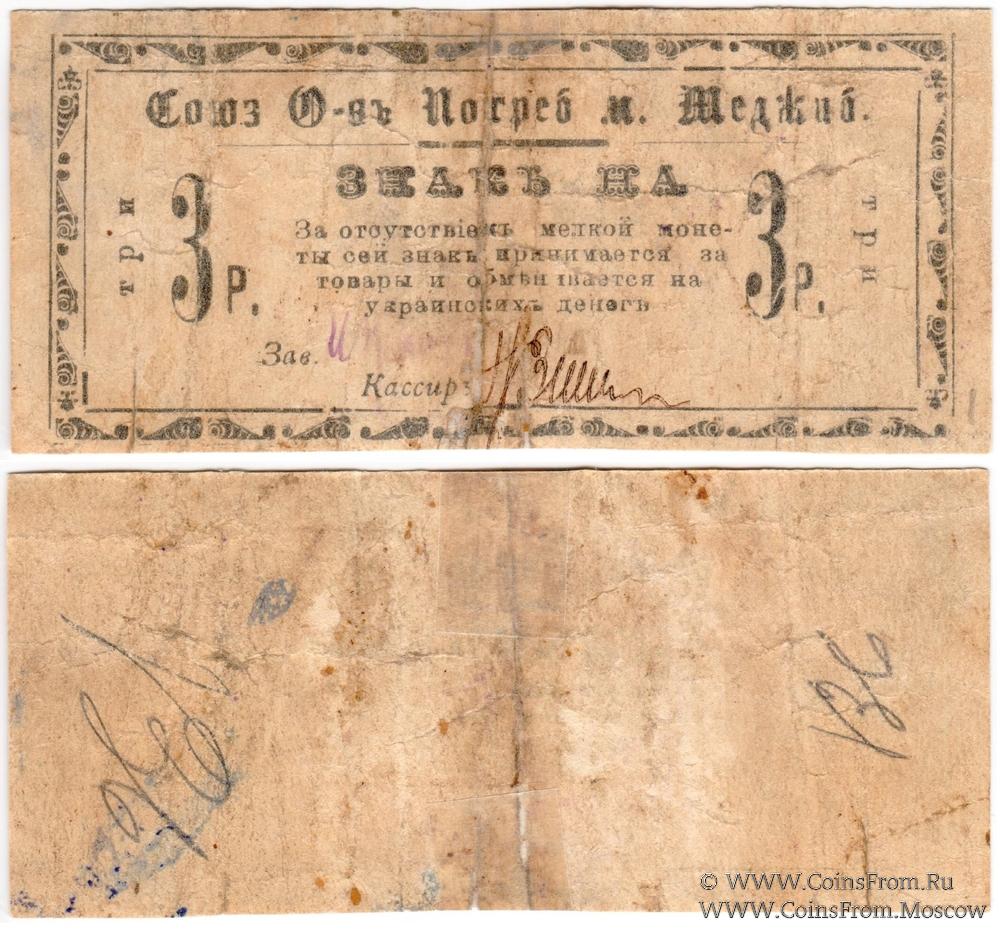 Союз О-въ Потреб м. Меджиб.
ЗНАКЪ НА
три 3 Р.
3 Р. три
За отсутствіемъ мелкой моне-
ты сей знакъ принимается за
товары и обмѣнивается на
украинскихъ денегъ
Зав.
Кассиръ
© WWW.CoinsFrom.Ru
WWW.CoinsFrom.Moscow